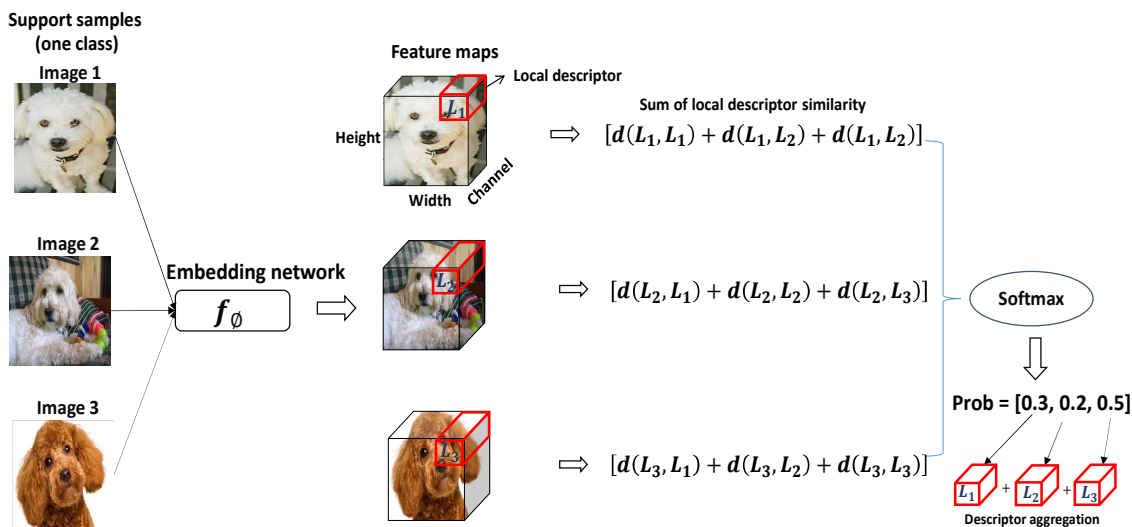 Support samples
(one class)
Image 1
Feature maps
Local descriptor
L₁
Height
Width
Channel
Sum of local descriptor similarity
[d(L₁, L₁) + d(L₁, L₂) + d(L₁, L₂)]
Image 2
Embedding network
f∅
L₂
[d(L₂, L₁) + d(L₂, L₂) + d(L₂, L₃)]
Softmax
Image 3
L₃
[d(L₃, L₁) + d(L₃, L₂) + d(L₃, L₃)]
Prob = [0.3, 0.2, 0.5]
L₁ + L₂ + L₃
Descriptor aggregation